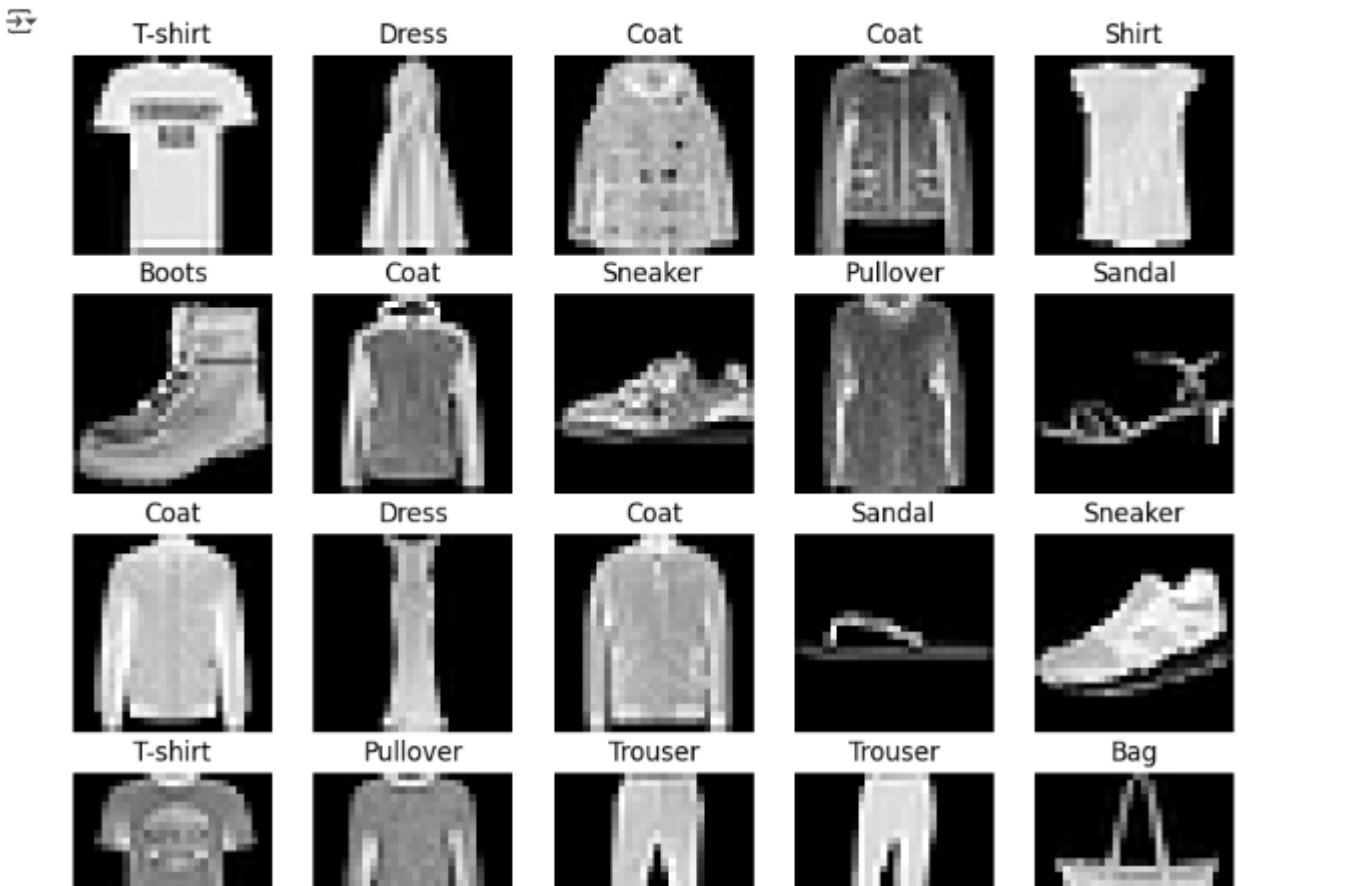 T-shirt Dress Coat Coat Shirt
Boots Coat Sneaker Pullover Sandal
Coat Dress Coat Sandal Sneaker
T-shirt Pullover Trouser Trouser Bag